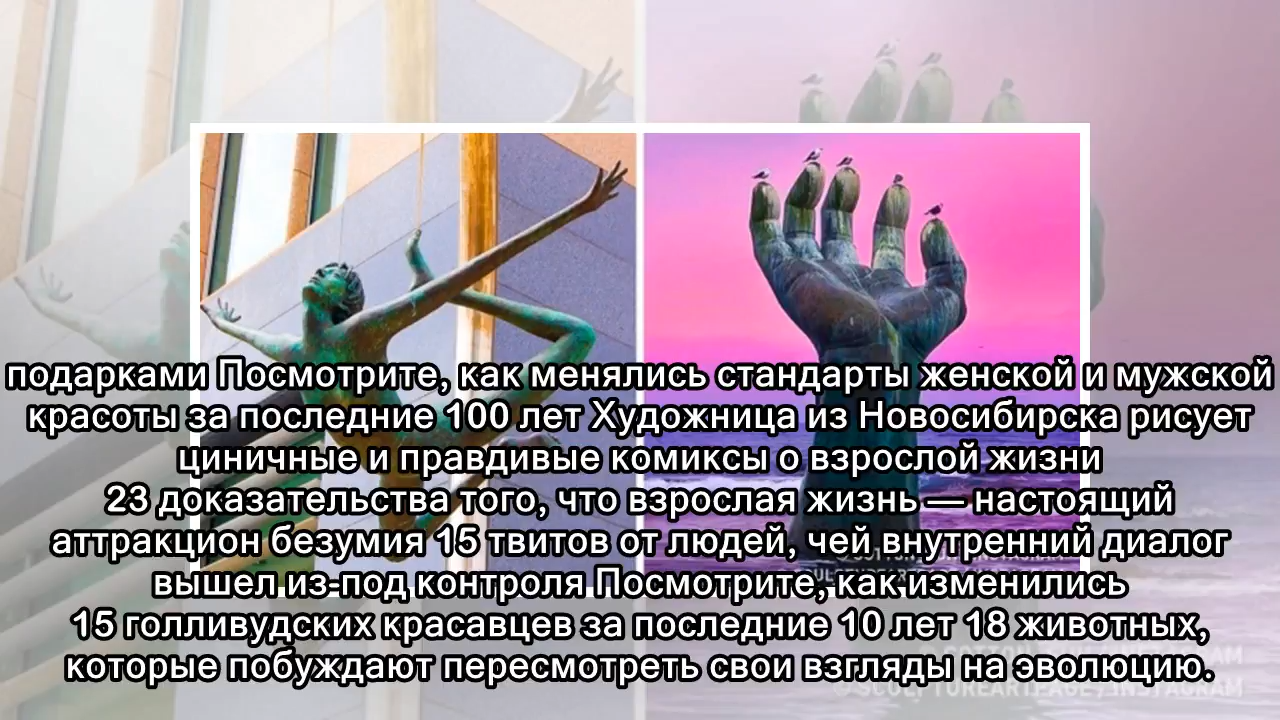 подарками Посмотрите, как менялись стандарты женской и мужской
красоты за последние 100 лет Художница из Новосибирска рисует
циничные и правдивые комиксы о взрослой жизни
23 доказательства того, что взрослая жизнь — настоящий
аттракцион безумия 15 твитов от людей, чей внутренний диалог
вышел из-под контроля Посмотрите, как изменились
15 голливудских красавцев за последние 10 лет 18 животных,
которые побуждают пересмотреть свои взгляды на эволюцию.
© SCULPTUREARTPAGE / INSTAGRAM